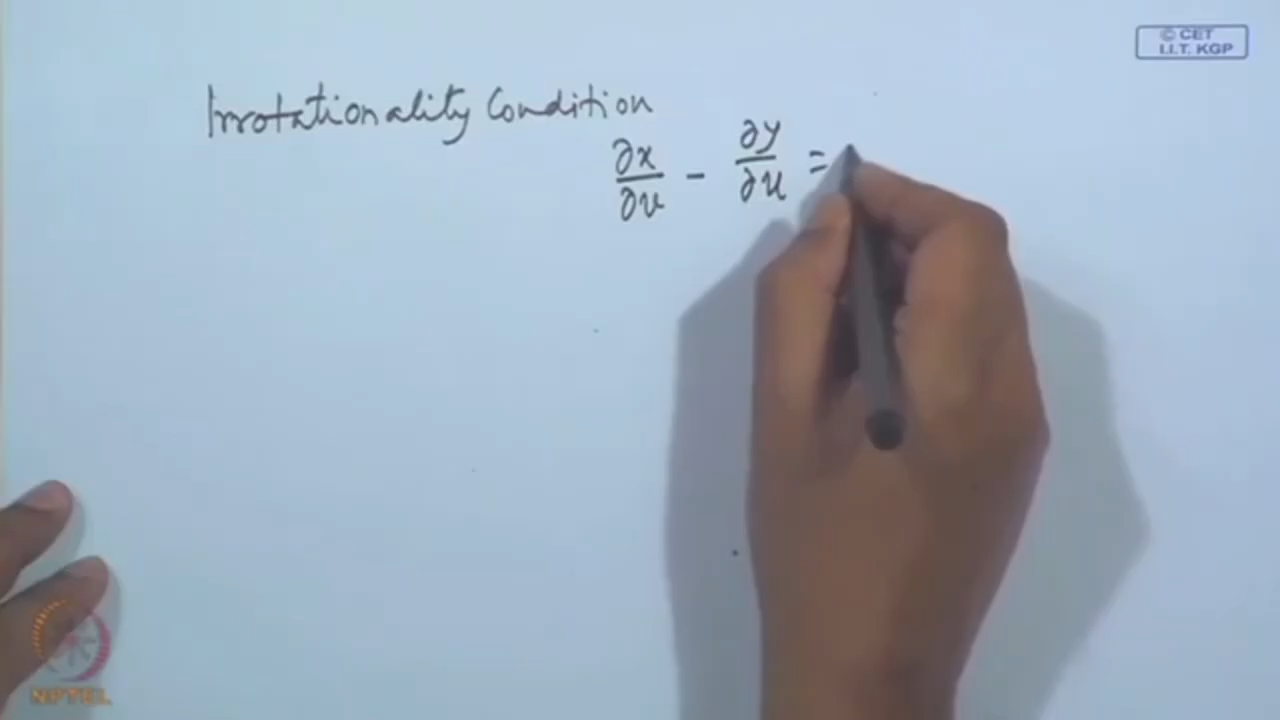 © CET
I.I.T. KGP
Irrotationality Condition
∂x/∂v - ∂y/∂u =
NPTEL